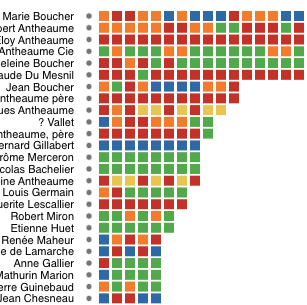 Marie Boucher
bert Antheaume
Eloy Antheaume
Antheaume Cie
eleine Boucher
aude Du Mesnil
Jean Boucher
ntheaume père
ues Antheaume
? Vallet
ntheaume, père
ernard Gillabert
rôme Merceron
colas Bachelier
ine Antheaume
Louis Germain
uerite Lescallier
Robert Miron
Etienne Huet
Renée Maheur
e de Lamarche
Anne Gallier
Mathurin Marion
erre Guinebaud
Jean Chesneau